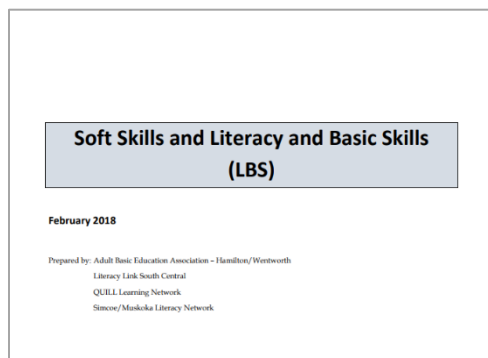 Soft Skills and Literacy and Basic Skills
(LBS)
February 2018
Prepared by: Adult Basic Education Association – Hamilton/Wentworth
Literacy Link South Central
QUILL Learning Network
Simcoe/Muskoka Literacy Network